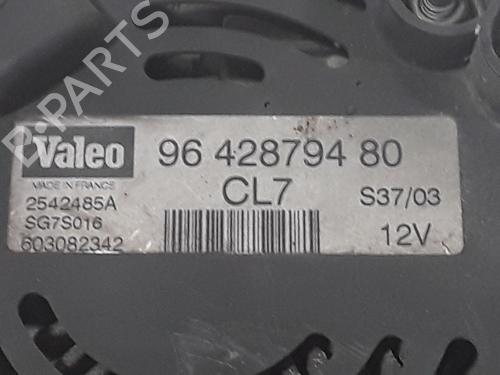 B-PARTS
Valeo
96 428794 80
MADE IN FRANCE
CL7
S37/03
2542485A
SG7S016
603082342
12V